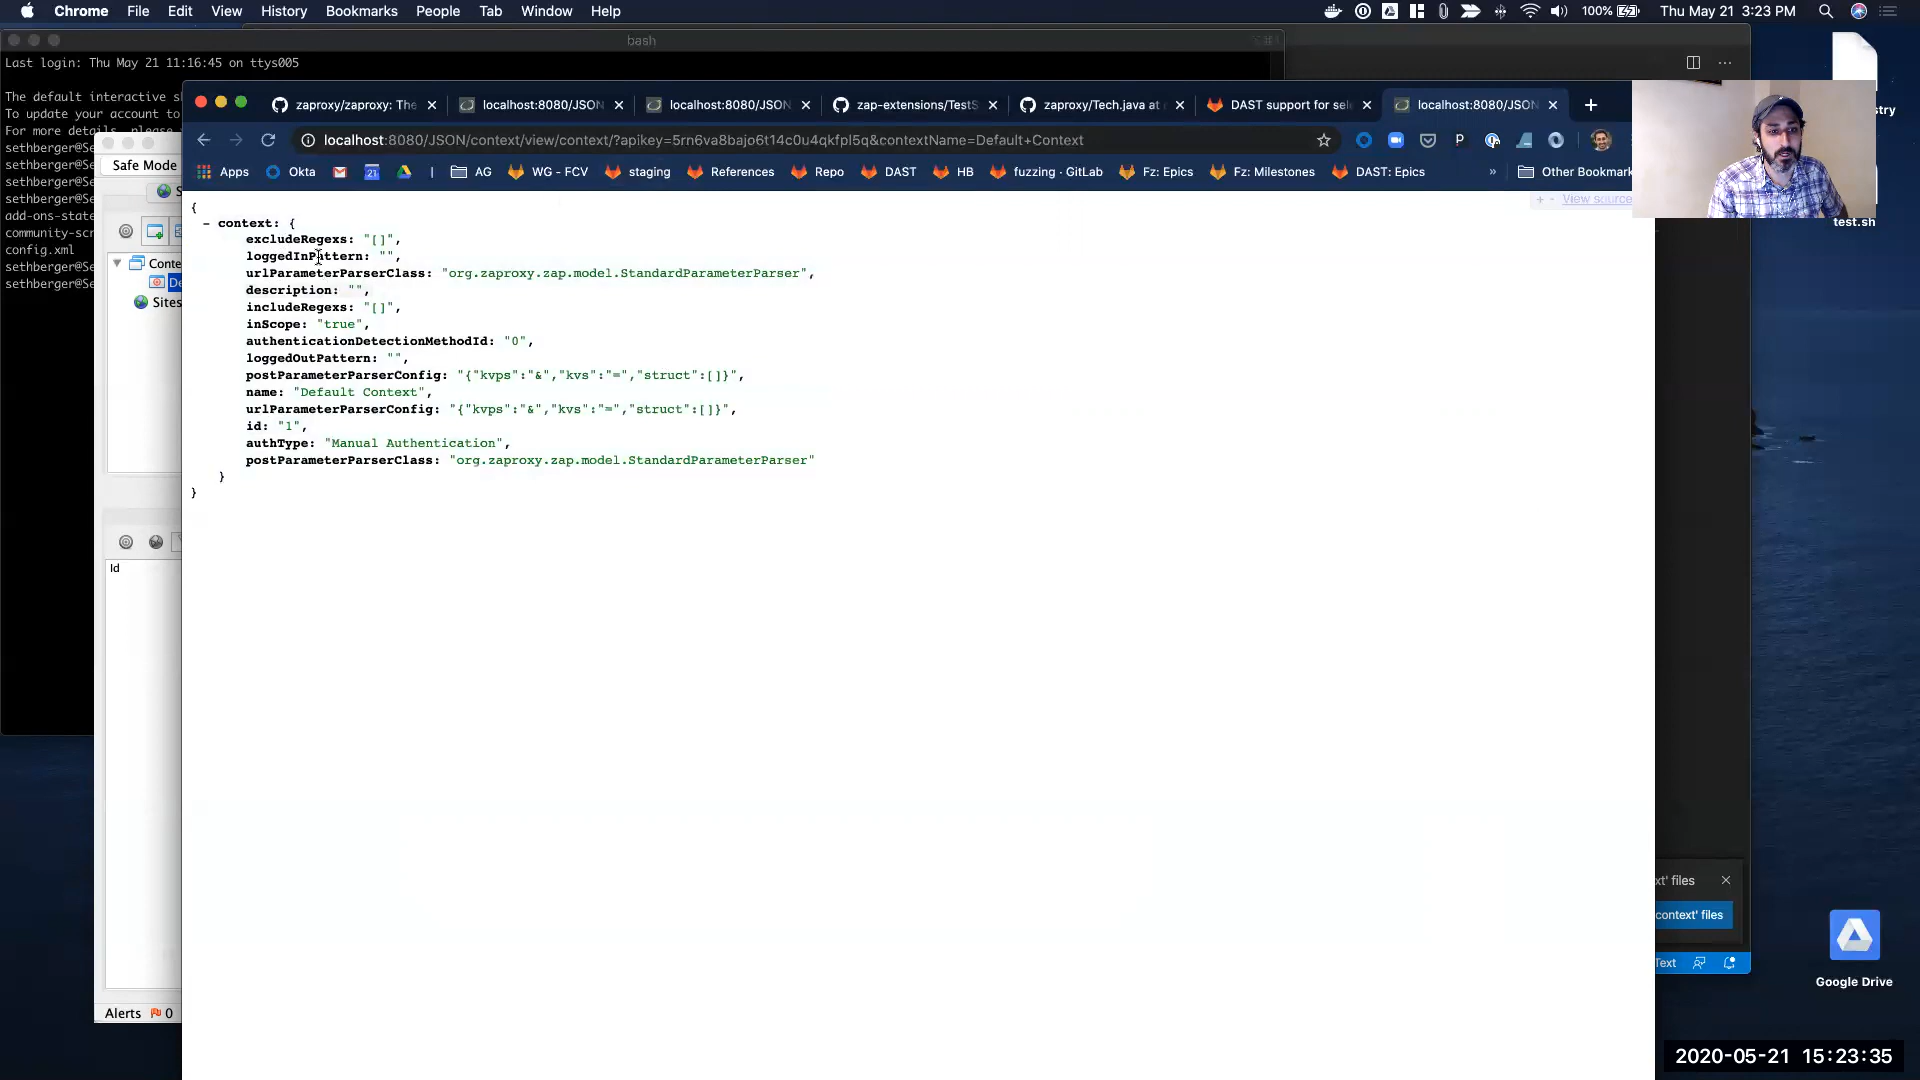 Chrome File Edit View History Bookmarks People Tab Window Help 100% Thu May 21 3:23 PM
bash
Last login: Thu May 21 11:16:45 on ttys005
The default interactive s
To update your account to
For more details, please
sethberger@Se
sethberger@Se
sethberger@Se
sethberger@Se
add-ons-state
community-scr
config.xml
sethberger@Se
sethberger@Se
Safe Mode
S
Conte
De
Sites
Id
Alerts 0
zaproxy/zaproxy: The localhost:8080/JSON localhost:8080/JSON zap-extensions/TestS zaproxy/Tech.java at DAST support for sele localhost:8080/JSON
localhost:8080/JSON/context/view/context/?apikey=5rn6va8bajo6t14c0u4qkfpl5q&contextName=Default+Context
Apps Okta 21 AG WG - FCV staging References Repo DAST HB fuzzing · GitLab Fz: Epics Fz: Milestones DAST: Epics » Other Bookmark
+ - View source
{
- context: {
excludeRegexs: "[]",
loggedInPattern: "",
urlParameterParserClass: "org.zaproxy.zap.model.StandardParameterParser",
description: "",
includeRegexs: "[]",
inScope: "true",
authenticationDetectionMethodId: "0",
loggedOutPattern: "",
postParameterParserConfig: "{"kvps":"&","kvs":"=","struct":[]}",
name: "Default Context",
urlParameterParserConfig: "{"kvps":"&","kvs":"=","struct":[]}",
id: "1",
authType: "Manual Authentication",
postParameterParserClass: "org.zaproxy.zap.model.StandardParameterParser"
}
}
stry
test.sh
xt' files
context' files
Text
Google Drive
2020-05-21 15:23:35